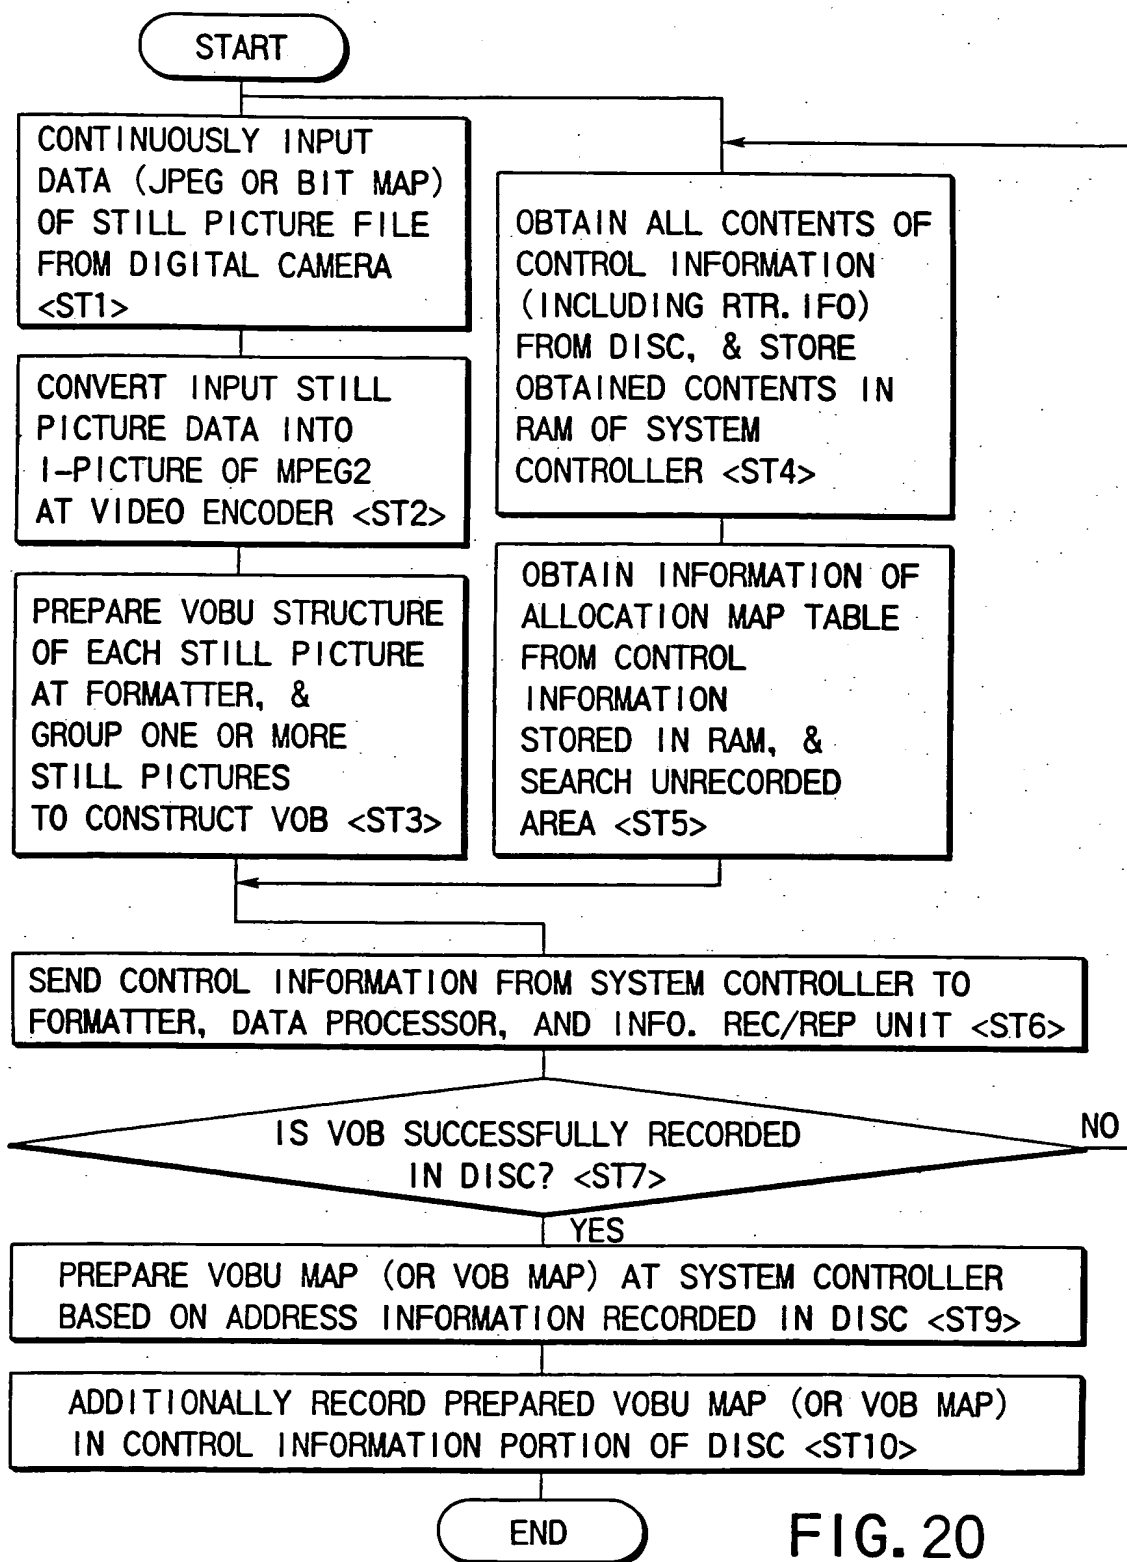 START
CONTINUOUSLY INPUT
DATA (JPEG OR BIT MAP)
OF STILL PICTURE FILE
FROM DIGITAL CAMERA
<ST1>
CONVERT INPUT STILL
PICTURE DATA INTO
I-PICTURE OF MPEG2
AT VIDEO ENCODER <ST2>
PREPARE VOBU STRUCTURE
OF EACH STILL PICTURE
AT FORMATTER, &
GROUP ONE OR MORE
STILL PICTURES
TO CONSTRUCT VOB <ST3>
OBTAIN ALL CONTENTS OF
CONTROL INFORMATION
(INCLUDING RTR.IFO)
FROM DISC, & STORE
OBTAINED CONTENTS IN
RAM OF SYSTEM
CONTROLLER <ST4>
OBTAIN INFORMATION OF
ALLOCATION MAP TABLE
FROM CONTROL
INFORMATION
STORED IN RAM, &
SEARCH UNRECORDED
AREA <ST5>
SEND CONTROL INFORMATION FROM SYSTEM CONTROLLER TO
FORMATTER, DATA PROCESSOR, AND INFO. REC/REP UNIT <ST6>
IS VOB SUCCESSFULLY RECORDED
IN DISC? <ST7>
NO
YES
PREPARE VOBU MAP (OR VOB MAP) AT SYSTEM CONTROLLER
BASED ON ADDRESS INFORMATION RECORDED IN DISC <ST9>
ADDITIONALLY RECORD PREPARED VOBU MAP (OR VOB MAP)
IN CONTROL INFORMATION PORTION OF DISC <ST10>
END
FIG. 20